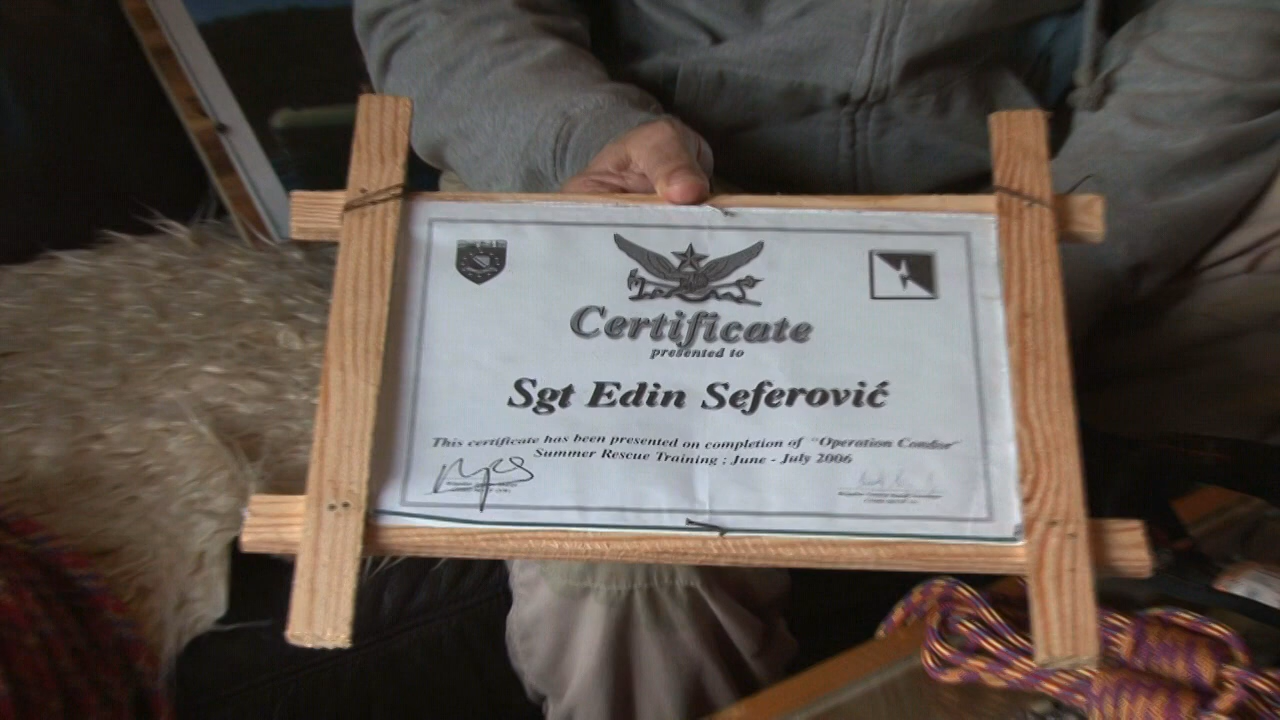 Certificate
presented to
Sgt Edin Seferović
This certificate has been presented on completion of "Operation Condor"
Summer Rescue Training ; June - July 2006